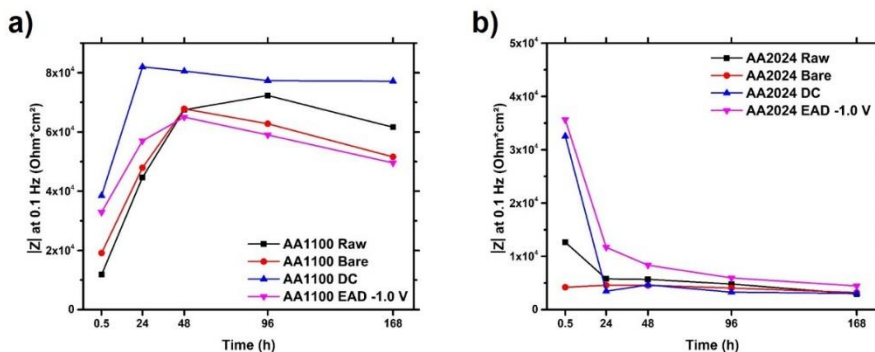 a)
|Z| at 0.1 Hz (Ohm*cm²)
8x10⁴
6x10⁴
4x10⁴
2x10⁴
0
0.5 24 48 96 168
Time (h)
AA1100 Raw
AA1100 Bare
AA1100 DC
AA1100 EAD -1.0 V
b)
|Z| at 0.1 Hz (Ohm*cm²)
5x10⁴
4x10⁴
3x10⁴
2x10⁴
1x10⁴
0
0.5 24 48 96 168
Time (h)
AA2024 Raw
AA2024 Bare
AA2024 DC
AA2024 EAD -1.0 V